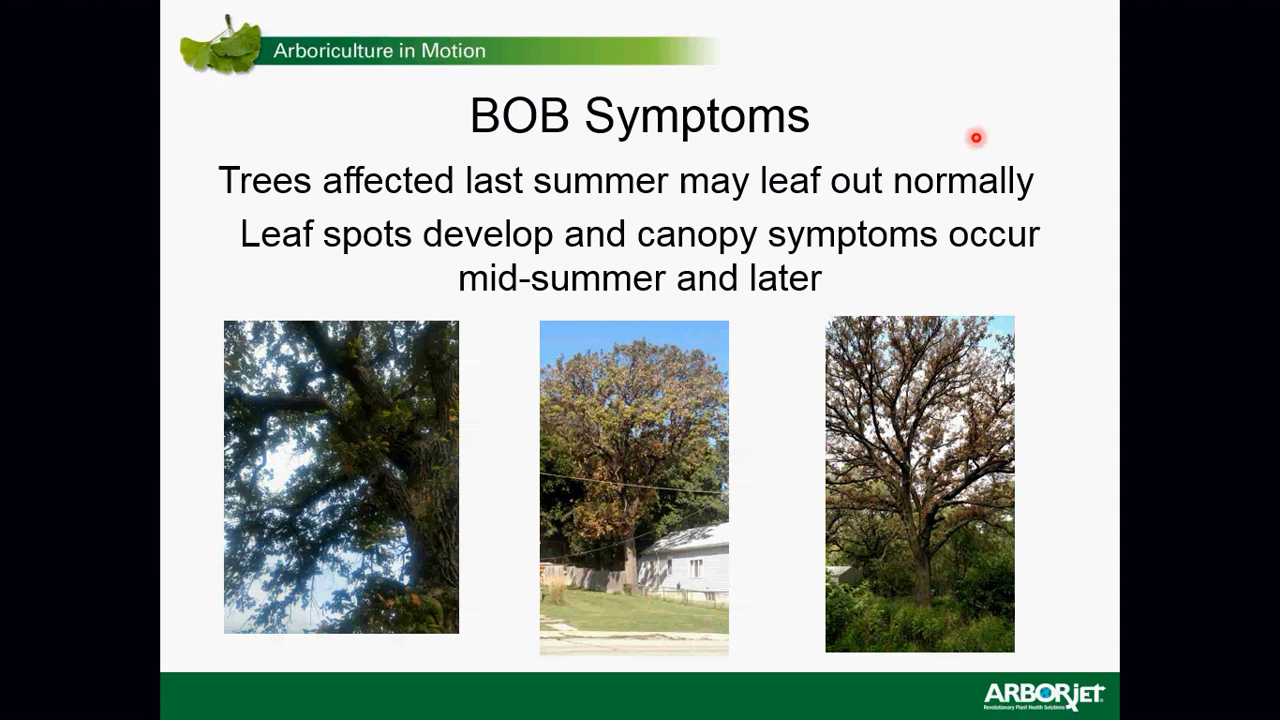 Arboriculture in Motion
BOB Symptoms
Trees affected last summer may leaf out normally
Leaf spots develop and canopy symptoms occur
mid-summer and later
ARBORjET
Revolutionary Plant Health Solutions